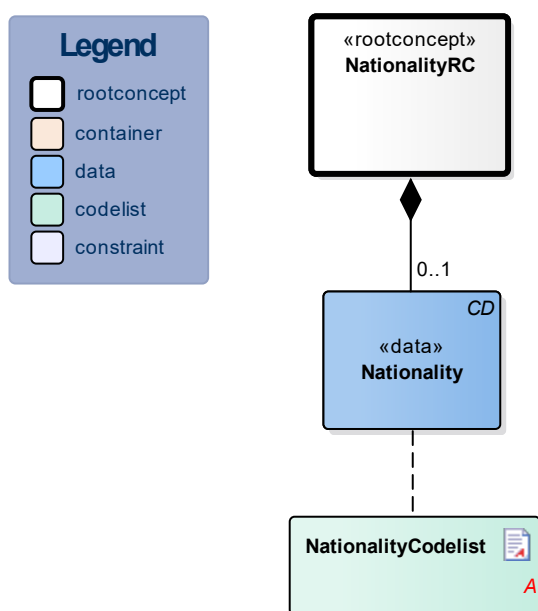 Legend
rootconcept
container
data
codelist
constraint
«rootconcept»
NationalityRC
0..1
CD
«data»
Nationality
NationalityCodelist
A